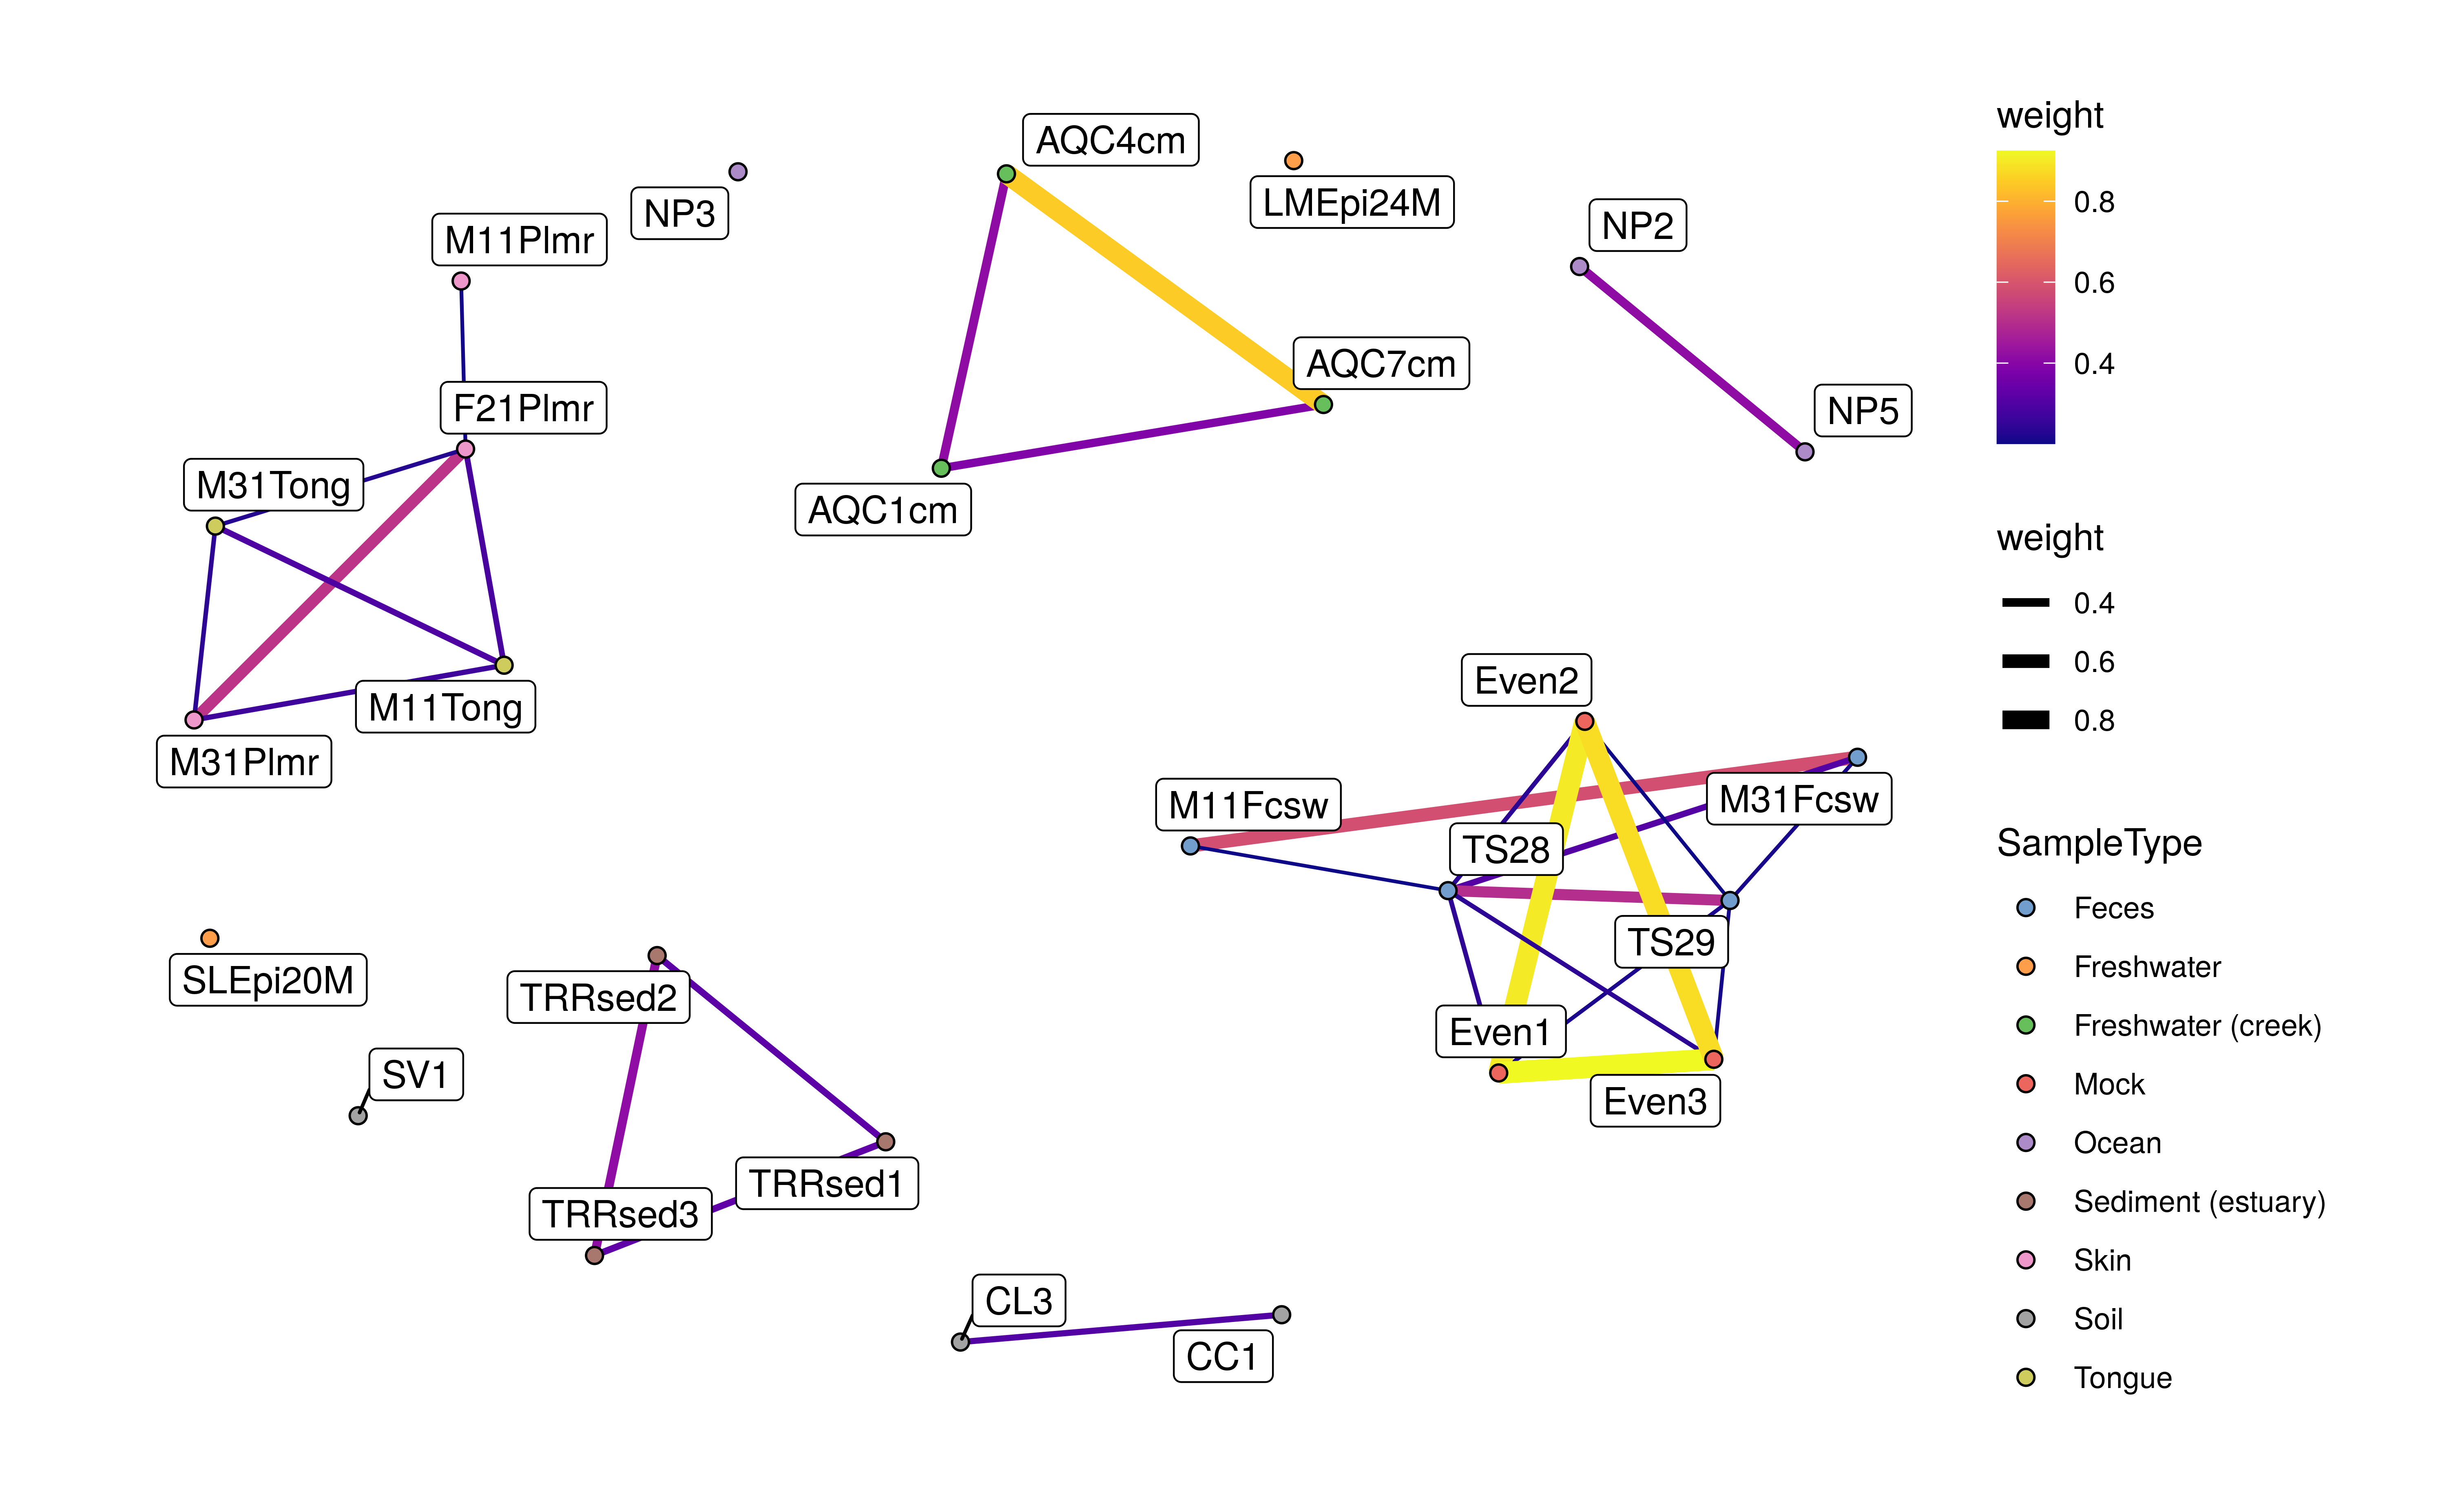 AQC4cm
LMEpi24M
NP3
NP2
M11Plmr
AQC7cm
F21Plmr
NP5
M31Tong
AQC1cm
M11Tong
M31Plmr
Even2
M11Fcsw
M31Fcsw
TS28
TS29
SLEpi20M
TRRsed2
Even1
SV1
Even3
TRRsed1
TRRsed3
CL3
CC1
weight
0.8
0.6
0.4
weight
0.4
0.6
0.8
SampleType
Feces
Freshwater
Freshwater (creek)
Mock
Ocean
Sediment (estuary)
Skin
Soil
Tongue